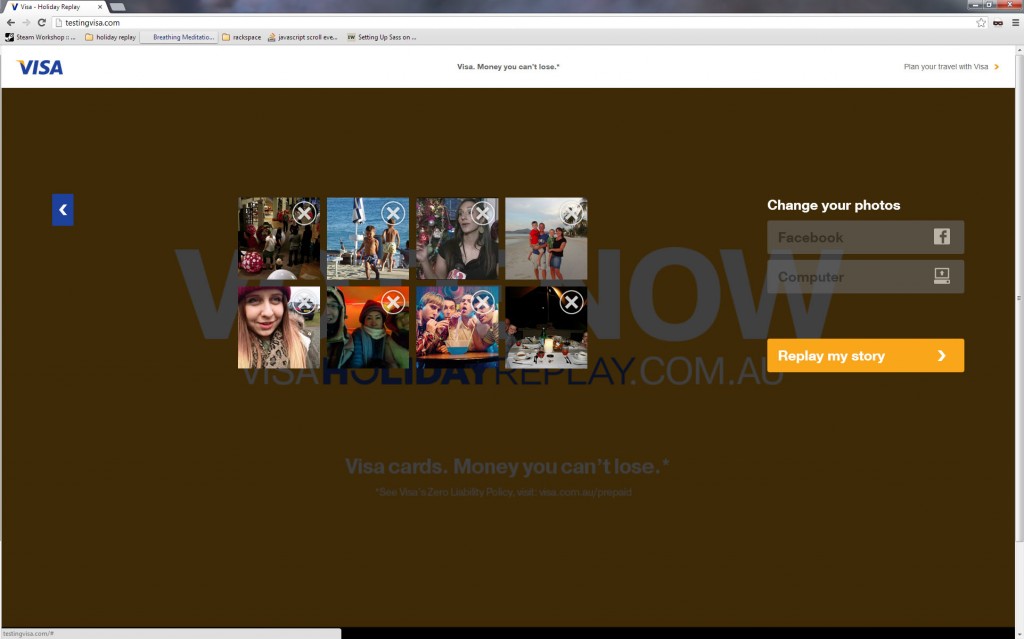 Visa - Holiday Replay
testingvisa.com
Steam Workshop :: ...
holiday replay
Breathing Meditatio...
rackspace
javascript scroll eve...
Setting Up Sass on ...
VISA
Visa. Money you can't lose.*
Plan your travel with Visa
Change your photos
Facebook
Computer
Replay my story
NOW
VISAHOLIDAYREPLAY.COM.AU
Visa cards. Money you can't lose.*
*See Visa's Zero Liability Policy, visit: visa.com.au/prepaid
testingvisa.com/#